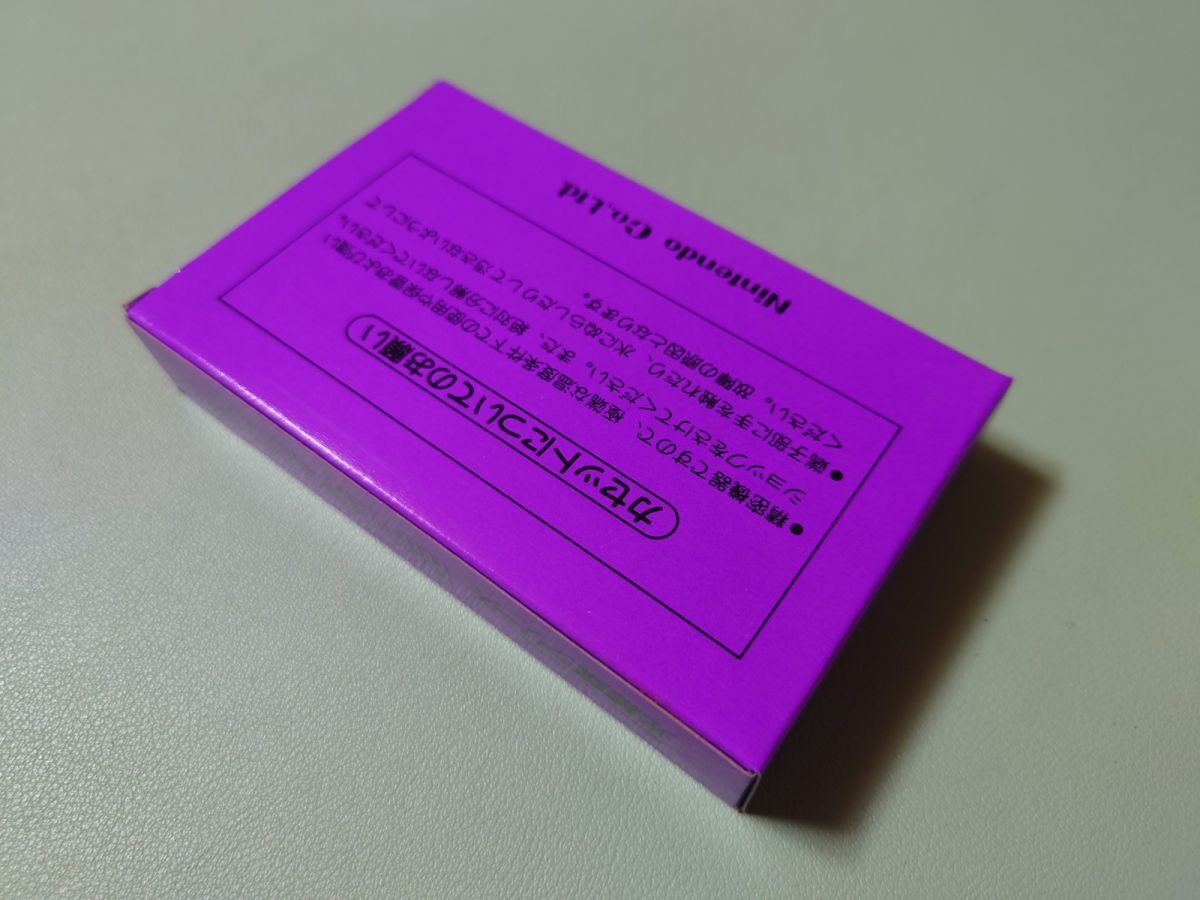 カセットについてのお願い
●精密機器ですので、極端な温度条件下での使用や保管および強い
ショックをさけてください。また、絶対に分解しないでください。
●端子部に手を触れたり、水にぬらしたりして汚さないようにして
ください。故障の原因となります。
Nintendo Co.,Ltd.